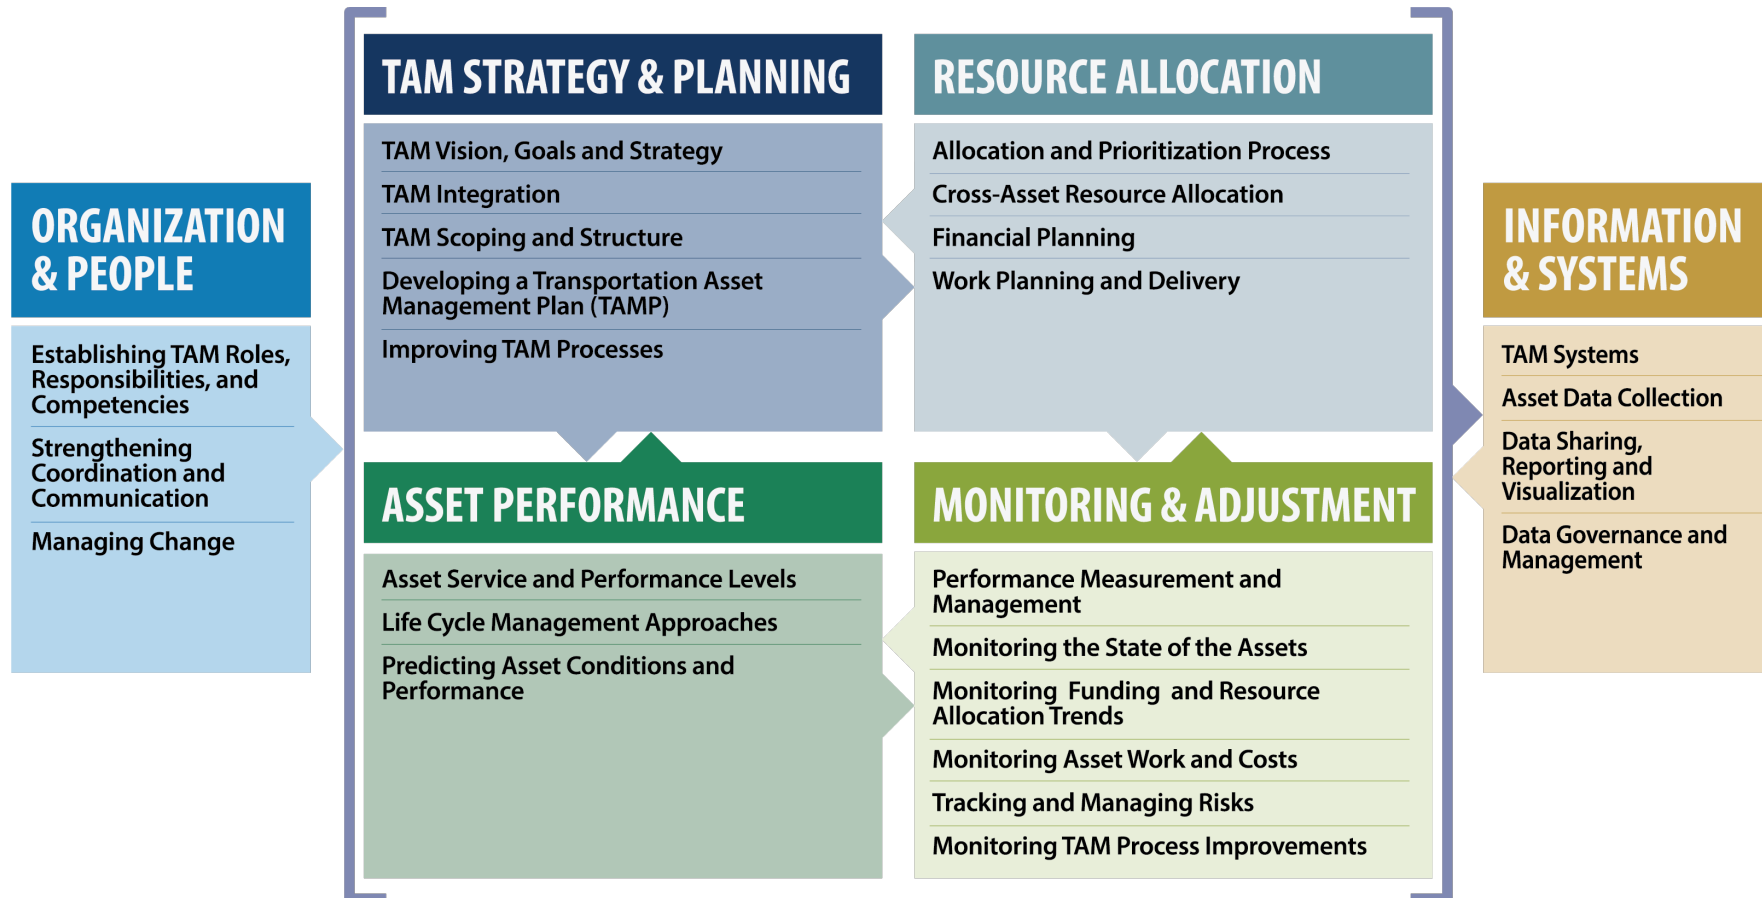 ORGANIZATION
& PEOPLE
Establishing TAM Roles,
Responsibilities, and
Competencies
Strengthening
Coordination and
Communication
Managing Change
TAM STRATEGY & PLANNING
TAM Vision, Goals and Strategy
TAM Integration
TAM Scoping and Structure
Developing a Transportation Asset
Management Plan (TAMP)
Improving TAM Processes
RESOURCE ALLOCATION
Allocation and Prioritization Process
Cross-Asset Resource Allocation
Financial Planning
Work Planning and Delivery
ASSET PERFORMANCE
Asset Service and Performance Levels
Life Cycle Management Approaches
Predicting Asset Conditions and
Performance
MONITORING & ADJUSTMENT
Performance Measurement and
Management
Monitoring the State of the Assets
Monitoring Funding and Resource
Allocation Trends
Monitoring Asset Work and Costs
Tracking and Managing Risks
Monitoring TAM Process Improvements
INFORMATION
& SYSTEMS
TAM Systems
Asset Data Collection
Data Sharing,
Reporting and
Visualization
Data Governance and
Management